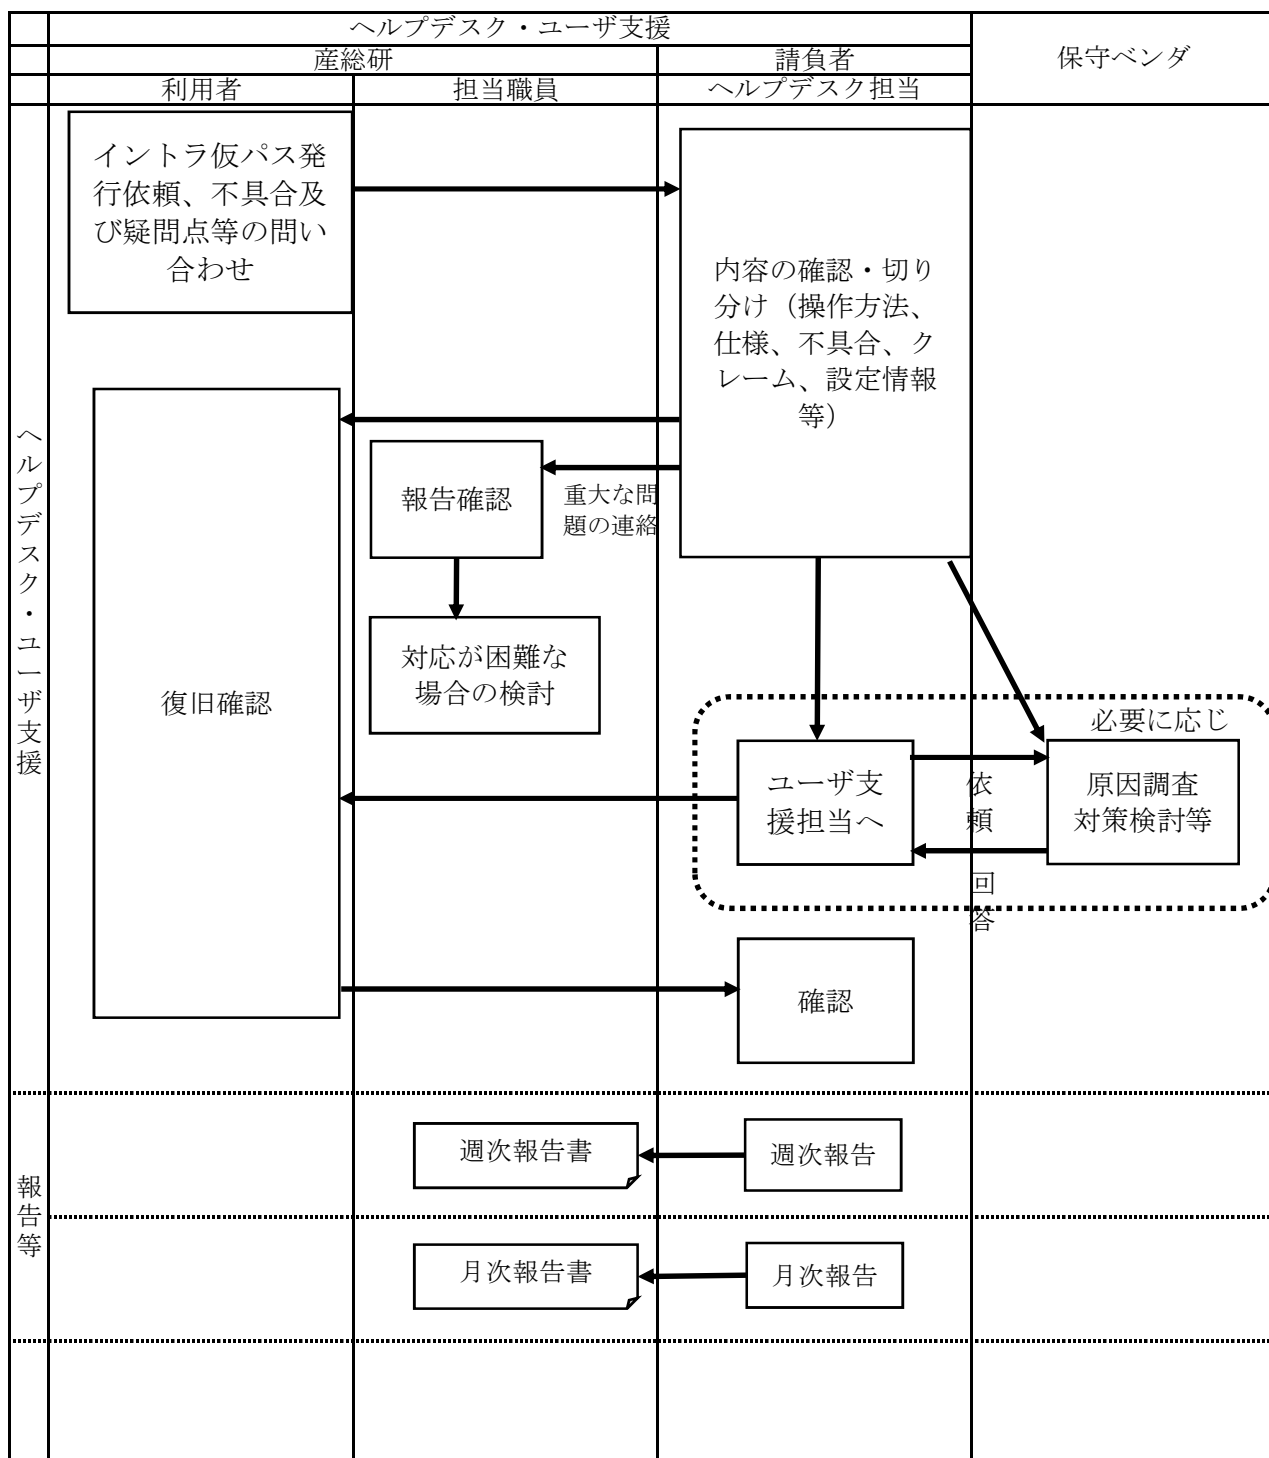 ヘルプデスク・ユーザ支援
保守ベンダ
産総研
請負者
利用者
担当職員
ヘルプデスク担当
ヘルプデスク・ユーザ支援
イントラ仮パス発
行依頼、不具合及
び疑問点等の問い
合わせ
内容の確認・切り
分け（操作方法、
仕様、不具合、ク
レーム、設定情報
等）
報告確認
重大な問
題の連絡
対応が困難な
場合の検討
復旧確認
必要に応じ
ユーザ支
援担当へ
依
頼
原因調査
対策検討等
回
答
確認
報告等
週次報告書
週次報告
月次報告書
月次報告